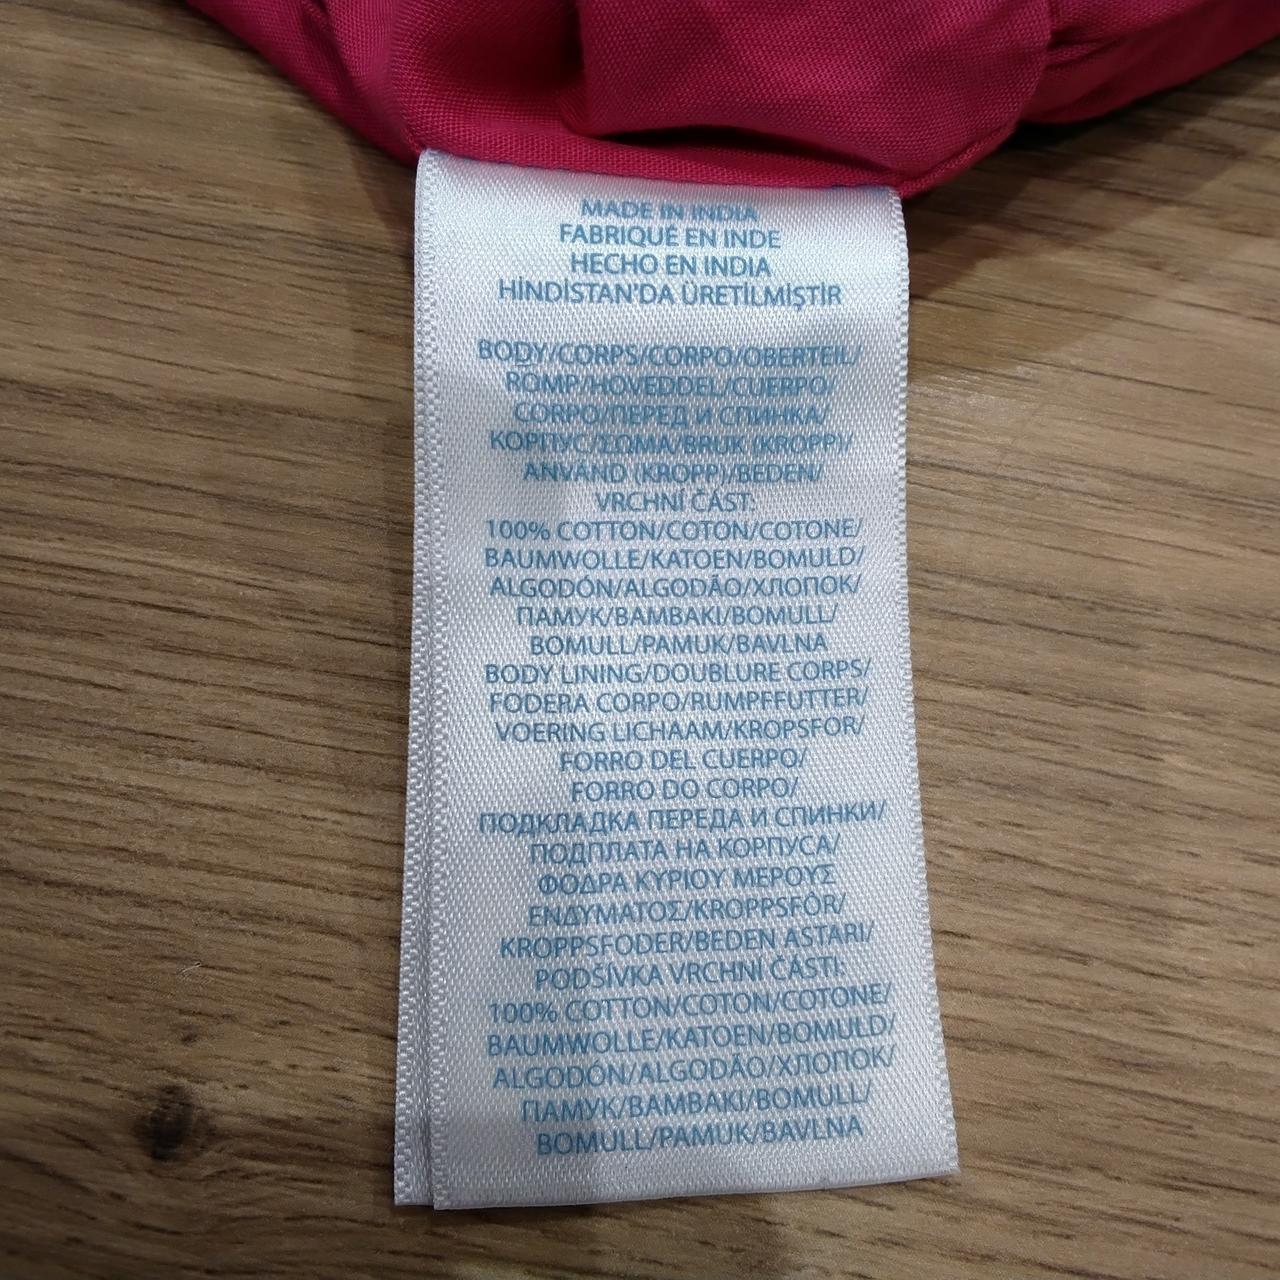 MADE IN INDIA
FABRIQUÉ EN INDE
HECHO EN INDIA
HİNDİSTAN'DA ÜRETİLMİŞTİR
BODY/CORPS/CORPO/OBERTEIL/
ROMP/HOVEDDEL/CUERPO/
CORPO/ПЕРЕД И СПИНКА/
КОРПУС/ΣΩΜΑ/BRUK (KROPP)/
ANVÄND (KROPP)/BEDEN/
VRCHNÍ ČÁST:
100% COTTON/COTON/COTONE/
BAUMWOLLE/KATOEN/BOMULD/
ALGODÓN/ALGODÃO/ХЛОПОК/
ПАМУК/ΒΑΜΒΑΚΙ/BOMULL/
BOMULL/PAMUK/BAVLNA
BODY LINING/DOUBLURE CORPS/
FODERA CORPO/RUMPFFUTTER/
VOERING LICHAAM/KROPSFOR/
FORRO DEL CUERPO/
FORRO DO CORPO/
ПОДКЛАДКА ПЕРЕДА И СПИНКИ/
ПОДПЛАТА НА КОРПУСА/
ΦΟΔΡΑ ΚΥΡΙΟΥ ΜΕΡΟΥΣ
ΕΝΔΥΜΑΤΟΣ/KROPPSFÔR/
KROPPSFODER/BEDEN ASTARI/
PODŠÍVKA VRCHNÍ ČÁSTI:
100% COTTON/COTON/COTONE/
BAUMWOLLE/KATOEN/BOMULD/
ALGODÓN/ALGODÃO/ХЛОПОК/
ПАМУК/ΒΑΜΒΑΚΙ/BOMULL/
BOMULL/PAMUK/BAVLNA